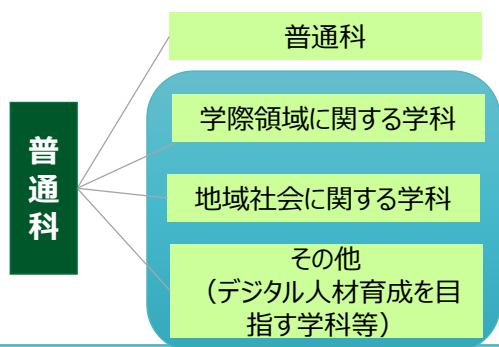 普通科
普通科
学際領域に関する学科
地域社会に関する学科
その他
（デジタル人材育成を目
指す学科等）